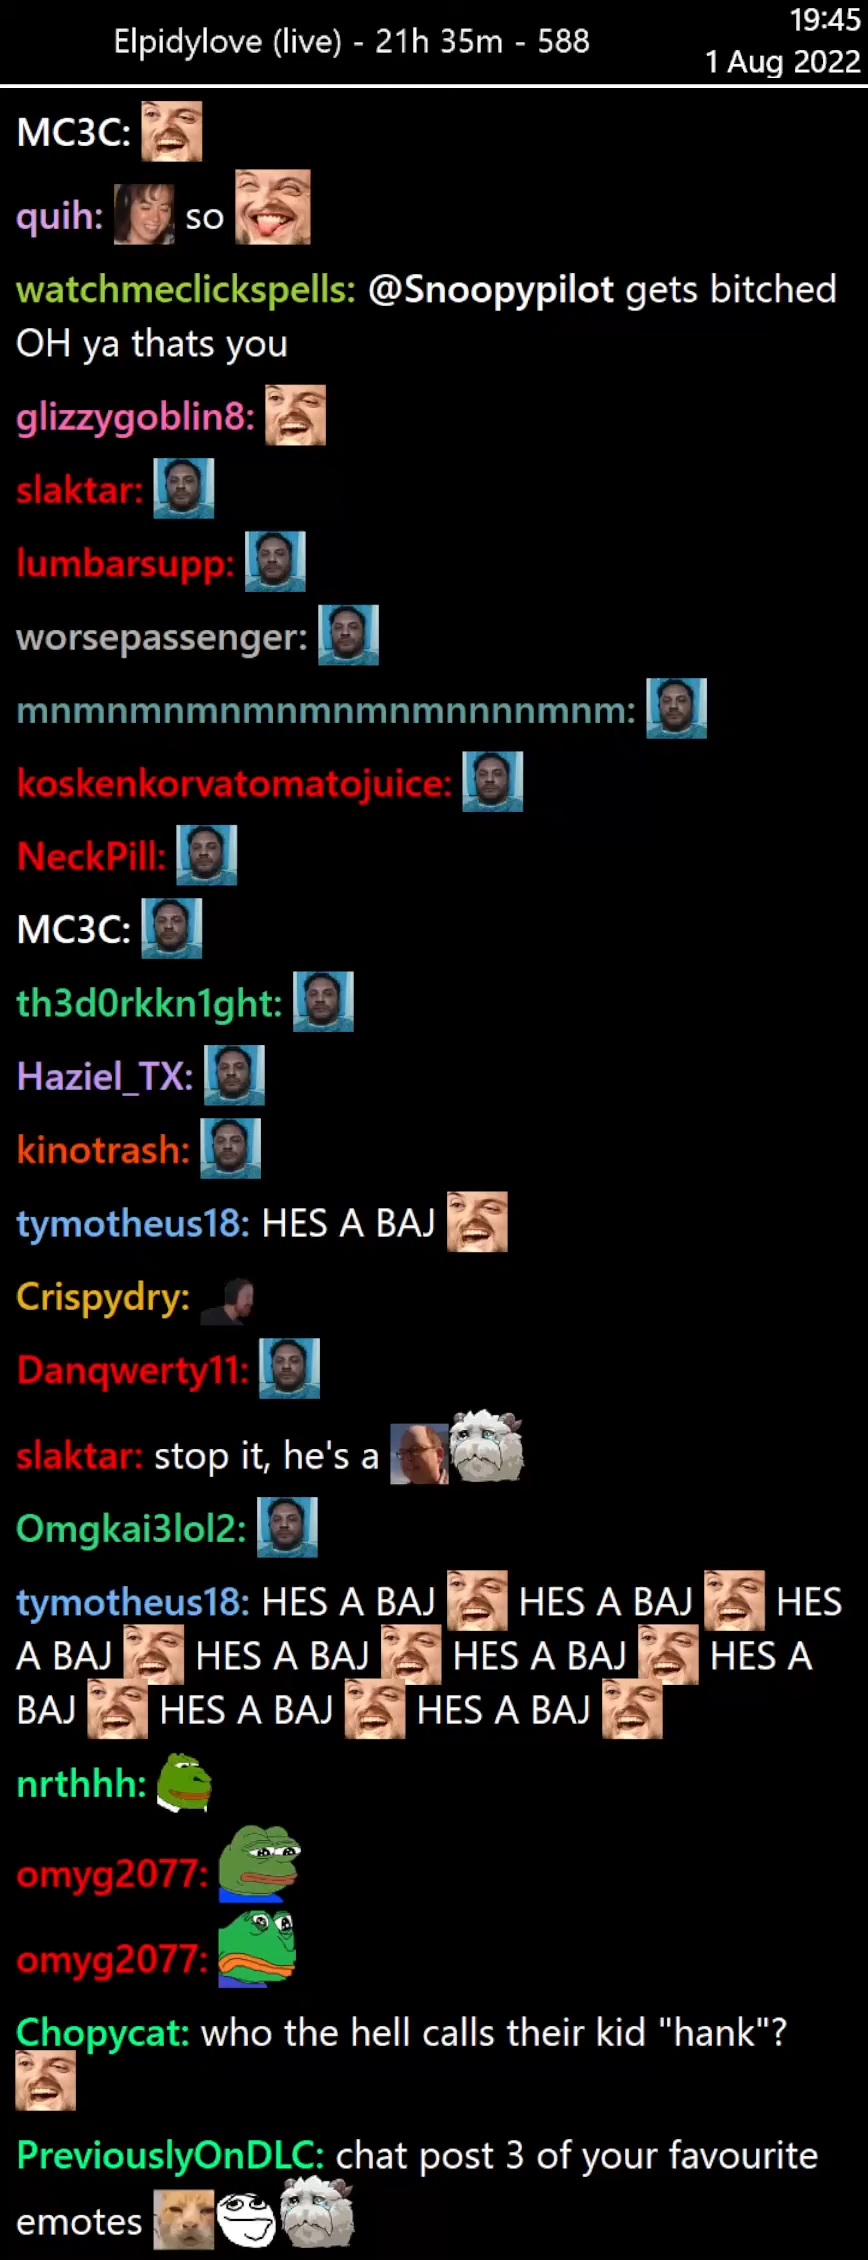 Elpidylove (live) - 21h 35m - 588
19:45
1 Aug 2022
MC3C:
quih: so
watchmeclickspells: @Snoopypilot gets bitched
OH ya thats you
glizzygoblin8:
slaktar:
lumbarsupp:
worsepassenger:
mnmnmnmnmnmnmnmnmnnnnmnm:
koskenkorvatomatojuice:
NeckPill:
MC3C:
th3d0rkkn1ght:
Haziel_TX:
kinotrash:
tymotheus18: HES A BAJ
Crispydry:
Danqwerty11:
slaktar: stop it, he's a
Omgkai3lol2:
tymotheus18: HES A BAJ HES A BAJ HES
A BAJ HES A BAJ HES A BAJ HES A
BAJ HES A BAJ HES A BAJ
nrthhh:
omyg2077:
omyg2077:
Chopycat: who the hell calls their kid "hank"?
PreviouslyOnDLC: chat post 3 of your favourite
emotes